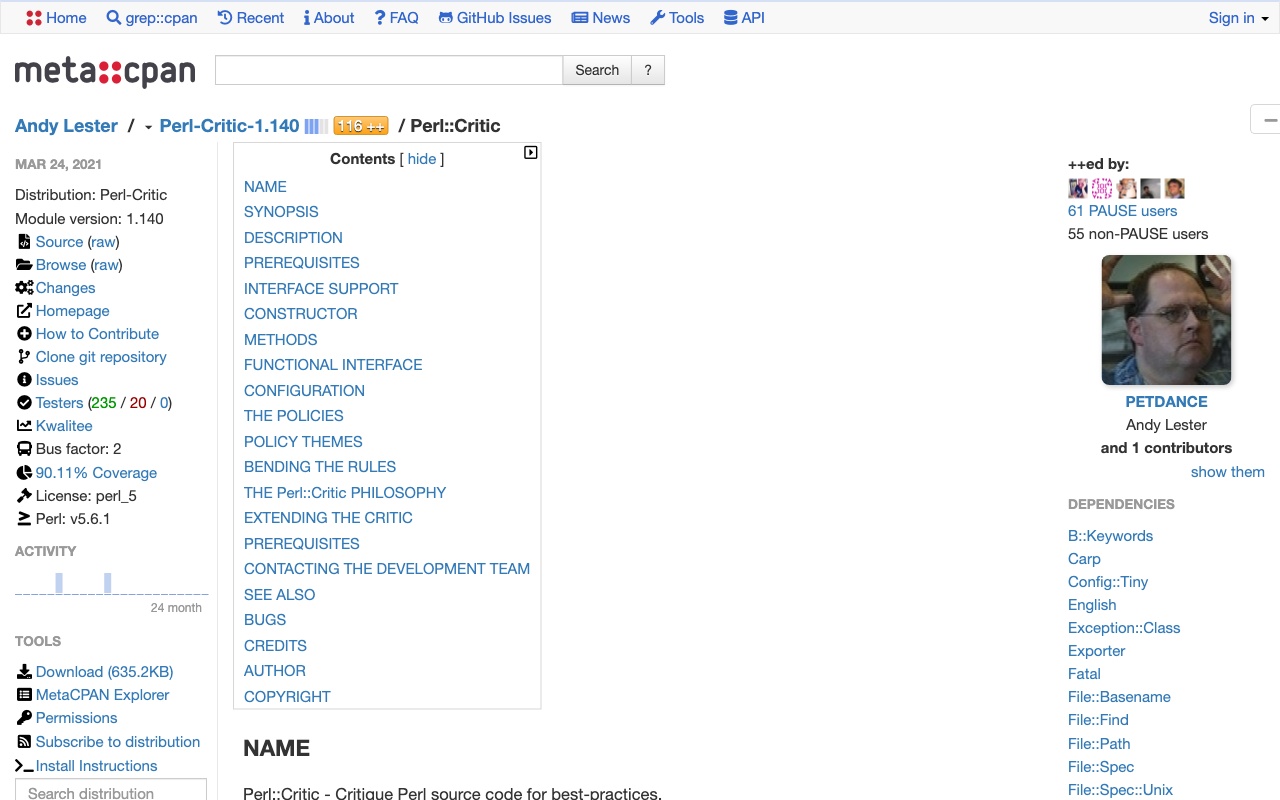 Home grep::cpan Recent About FAQ GitHub Issues News Tools API Sign in
meta::cpan Search ?
Andy Lester / Perl-Critic-1.140 116 ++ / Perl::Critic
MAR 24, 2021
Distribution: Perl-Critic
Module version: 1.140
Source (raw)
Browse (raw)
Changes
Homepage
How to Contribute
Clone git repository
Issues
Testers (235 / 20 / 0)
Kwalitee
Bus factor: 2
90.11% Coverage
License: perl_5
Perl: v5.6.1
ACTIVITY
24 month
TOOLS
Download (635.2KB)
MetaCPAN Explorer
Permissions
Subscribe to distribution
Install Instructions
Search distribution
Contents [ hide ]
NAME
SYNOPSIS
DESCRIPTION
PREREQUISITES
INTERFACE SUPPORT
CONSTRUCTOR
METHODS
FUNCTIONAL INTERFACE
CONFIGURATION
THE POLICIES
POLICY THEMES
BENDING THE RULES
THE Perl::Critic PHILOSOPHY
EXTENDING THE CRITIC
PREREQUISITES
CONTACTING THE DEVELOPMENT TEAM
SEE ALSO
BUGS
CREDITS
AUTHOR
COPYRIGHT
NAME
Perl::Critic - Critique Perl source code for best-practices.
++ed by:
61 PAUSE users
55 non-PAUSE users
PETDANCE
Andy Lester
and 1 contributors
show them
DEPENDENCIES
B::Keywords
Carp
Config::Tiny
English
Exception::Class
Exporter
Fatal
File::Basename
File::Find
File::Path
File::Spec
File::Spec::Unix